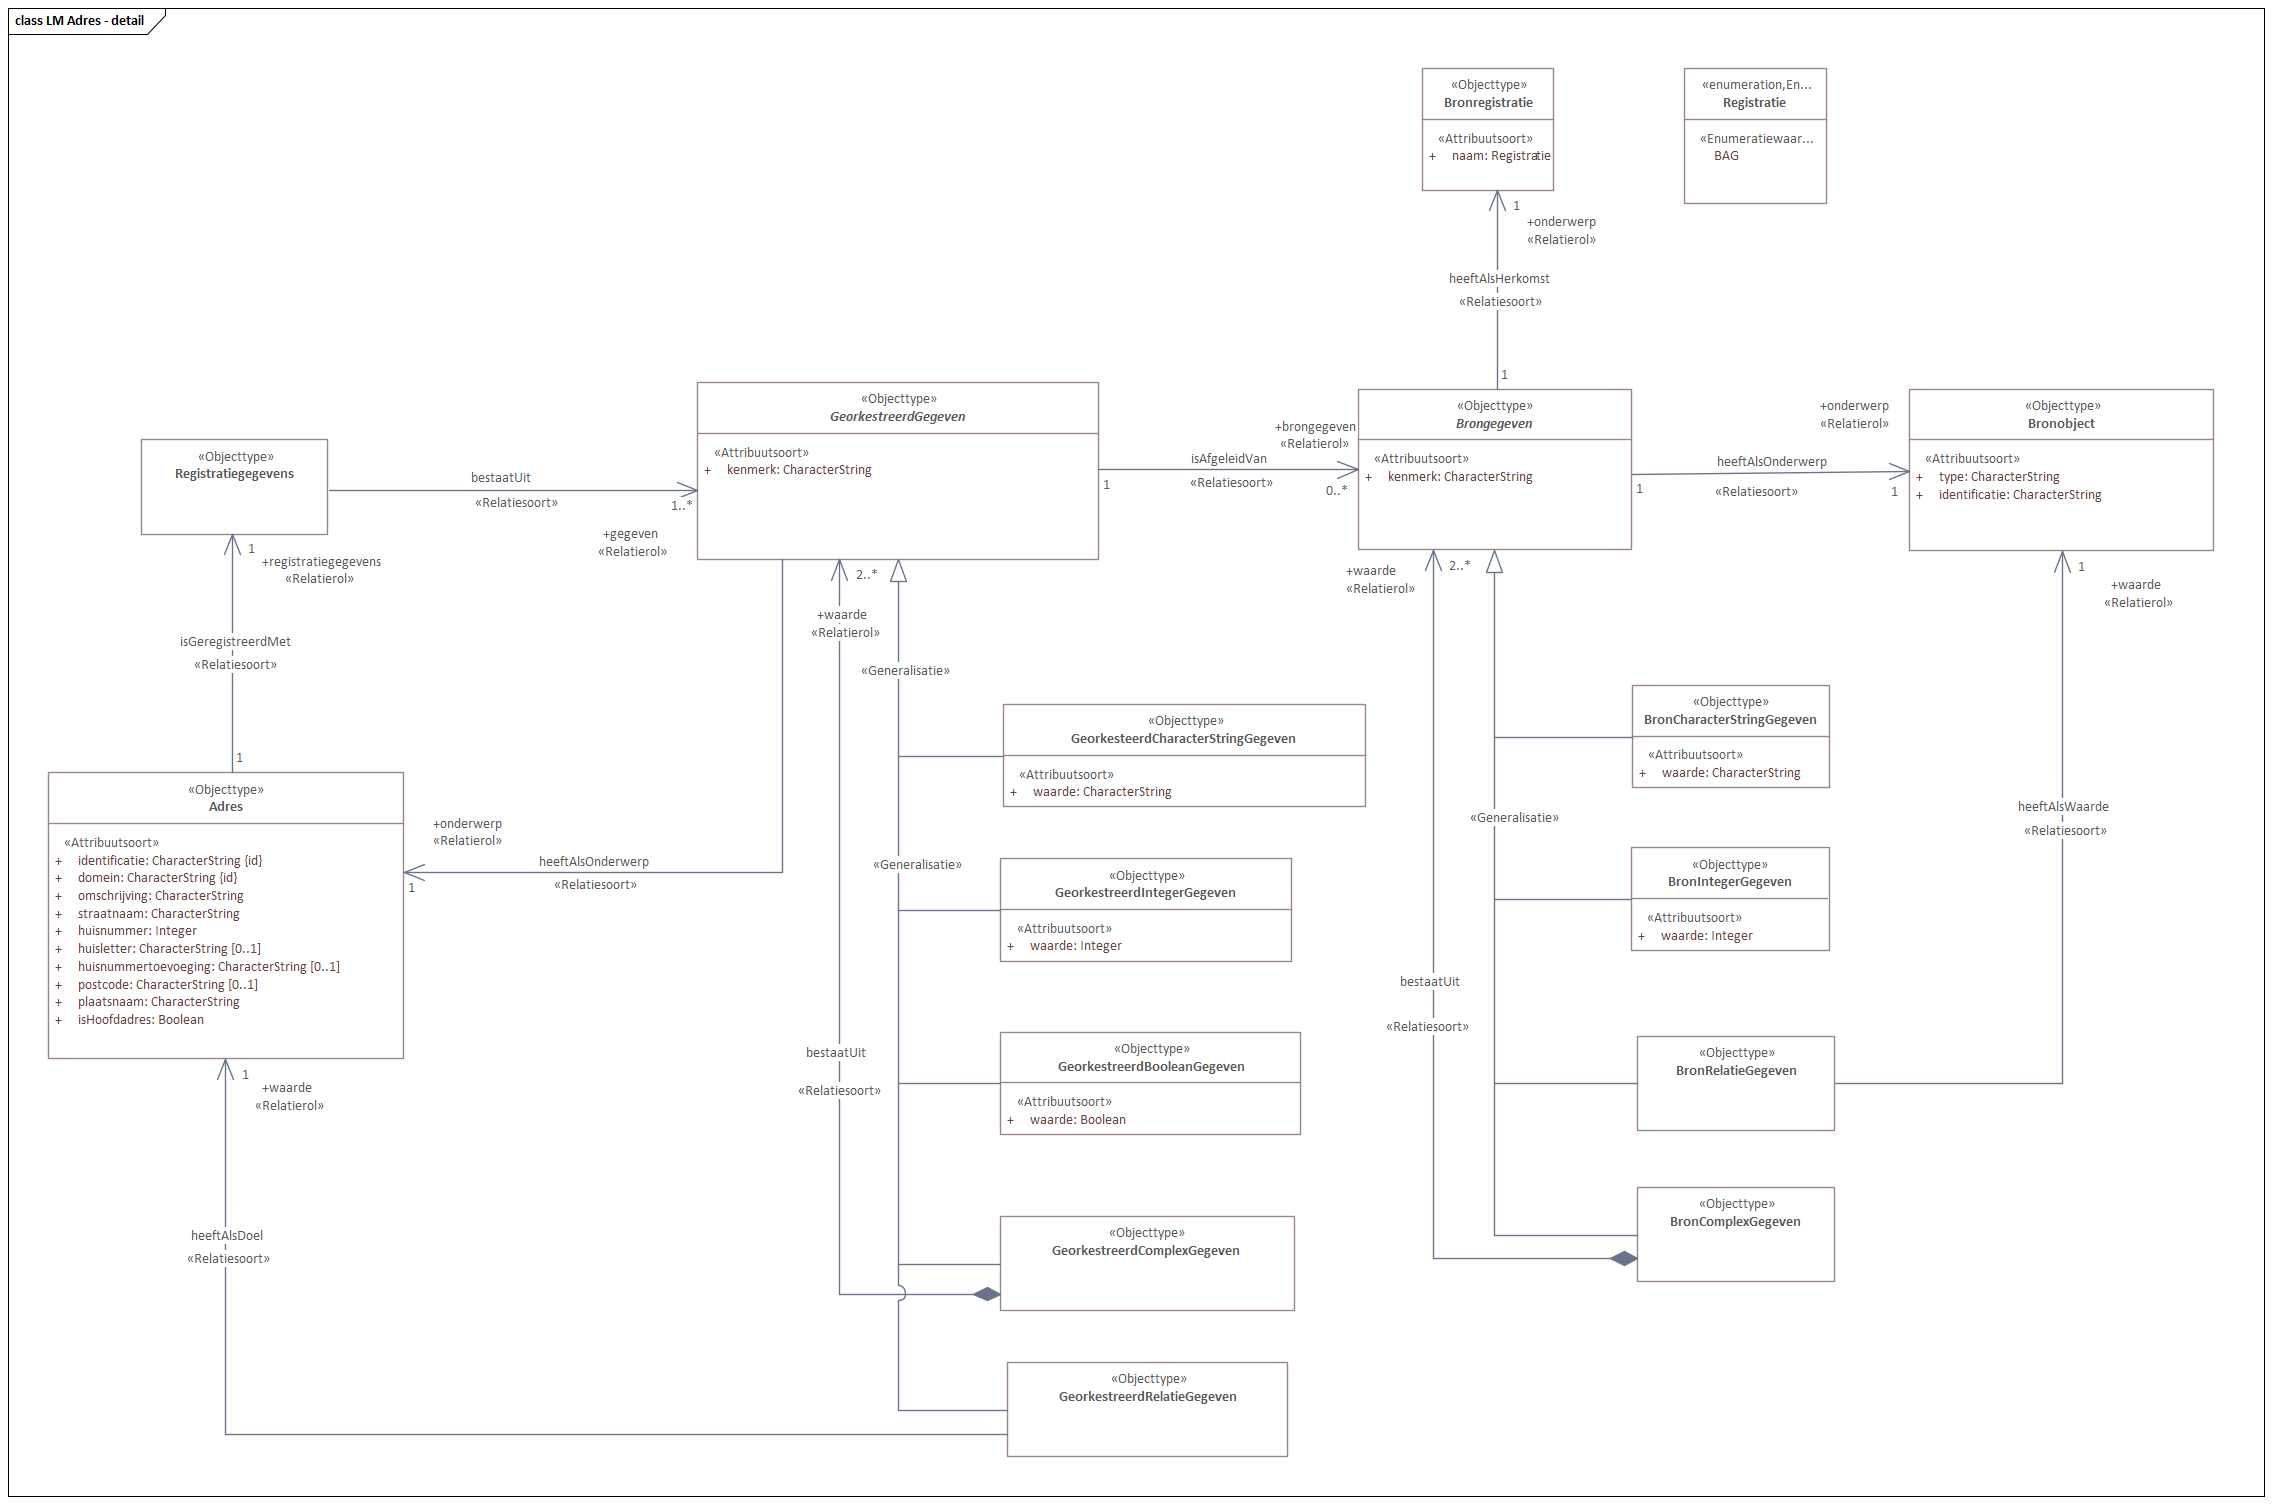 class LM Adres - detail
«Objecttype»
Bronregistratie
«Attribuutsoort»
+ naam: Registratie
«enumeration,En...
Registratie
«Enumeratiewaar...
BAG
1
+onderwerp
«Relatierol»
heeftAlsHerkomst
«Relatiesoort»
1
«Objecttype»
GeorkestreerdGegeven
«Attribuutsoort»
+ kenmerk: CharacterString
«Objecttype»
Brongegeven
«Attribuutsoort»
+ kenmerk: CharacterString
«Objecttype»
Bronobject
«Attribuutsoort»
+ type: CharacterString
+ identificatie: CharacterString
+onderwerp
«Relatierol»
heeftAlsOnderwerp
«Relatiesoort»
1
1
+brongegeven
«Relatierol»
isAfgeleidVan
«Relatiesoort»
1
0..*
«Objecttype»
Registratiegegevens
bestaatUit
«Relatiesoort»
1..*
+gegeven
«Relatierol»
1
+registratiegegevens
«Relatierol»
isGeregistreerdMet
«Relatiesoort»
1
2..*
+waarde
«Relatierol»
«Generalisatie»
+waarde
«Relatierol»
2..*
1
+waarde
«Relatierol»
«Objecttype»
GeorkesteerdCharacterStringGegeven
«Attribuutsoort»
+ waarde: CharacterString
«Objecttype»
BronCharacterStringGegeven
«Attribuutsoort»
+ waarde: CharacterString
«Objecttype»
Adres
«Attribuutsoort»
+ identificatie: CharacterString {id}
+ domein: CharacterString {id}
+ omschrijving: CharacterString
+ straatnaam: CharacterString
+ huisnummer: Integer
+ huisletter: CharacterString [0..1]
+ huisnummertoevoeging: CharacterString [0..1]
+ postcode: CharacterString [0..1]
+ plaatsnaam: CharacterString
+ isHoofdadres: Boolean
+onderwerp
«Relatierol»
heeftAlsOnderwerp
«Relatiesoort»
1
«Generalisatie»
«Generalisatie»
heeftAlsWaarde
«Relatiesoort»
«Objecttype»
GeorkestreerdIntegerGegeven
«Attribuutsoort»
+ waarde: Integer
«Objecttype»
BronIntegerGegeven
«Attribuutsoort»
+ waarde: Integer
bestaatUit
«Relatiesoort»
bestaatUit
«Relatiesoort»
«Objecttype»
GeorkestreerdBooleanGegeven
«Attribuutsoort»
+ waarde: Boolean
«Objecttype»
BronRelatieGegeven
1
+waarde
«Relatierol»
heeftAlsDoel
«Relatiesoort»
«Objecttype»
GeorkestreerdComplexGegeven
«Objecttype»
BronComplexGegeven
«Objecttype»
GeorkestreerdRelatieGegeven